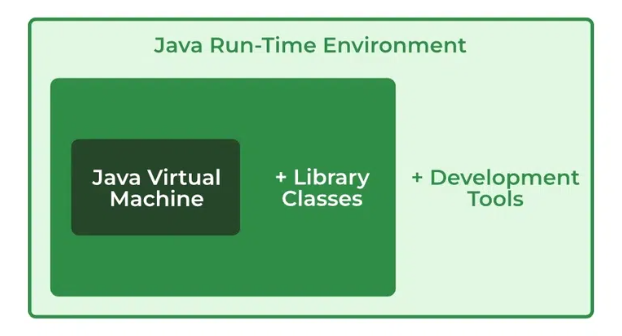 Java Run-Time Environment
Java Virtual
Machine
+ Library
Classes
+ Development
Tools